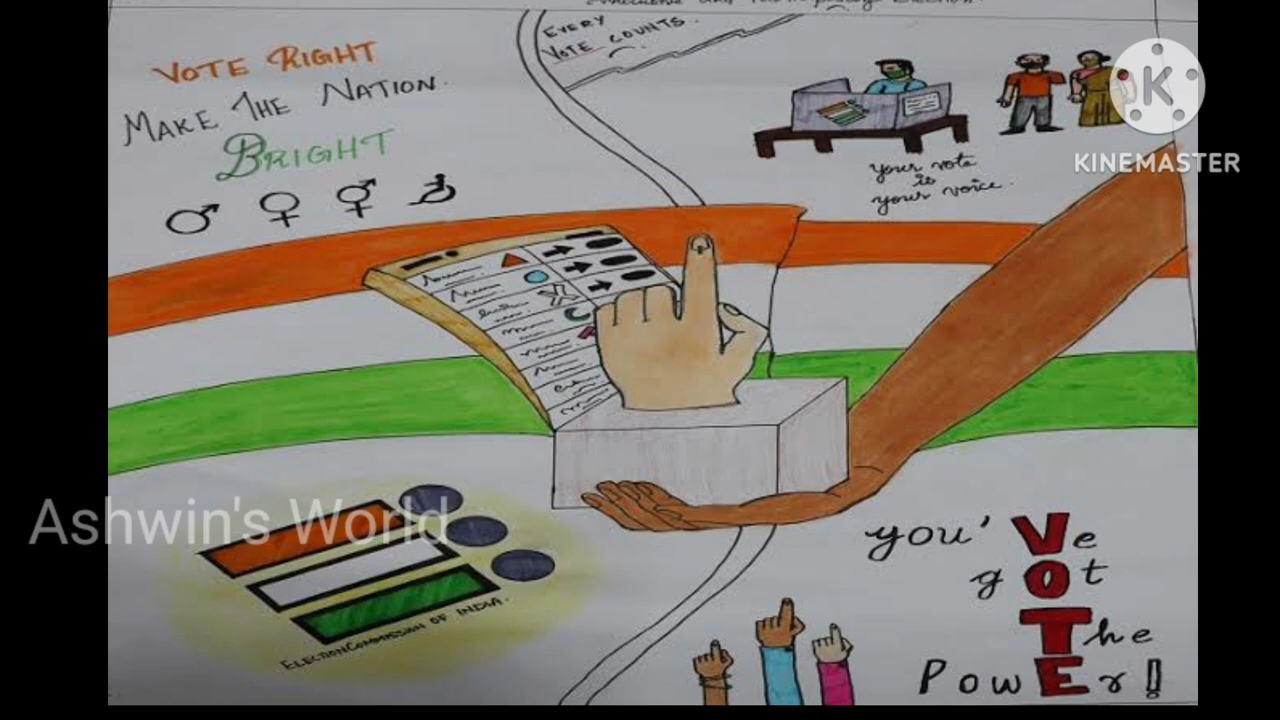 EVERY
VOTE COUNTS.
VOTE RIGHT
MAKE THE NATION.
BRIGHT
your vote
is
your voice.
KINEMASTER
Ashwin's World
ELECTION COMMISSION OF INDIA.
you'Ve
gOt
The
PowEr!